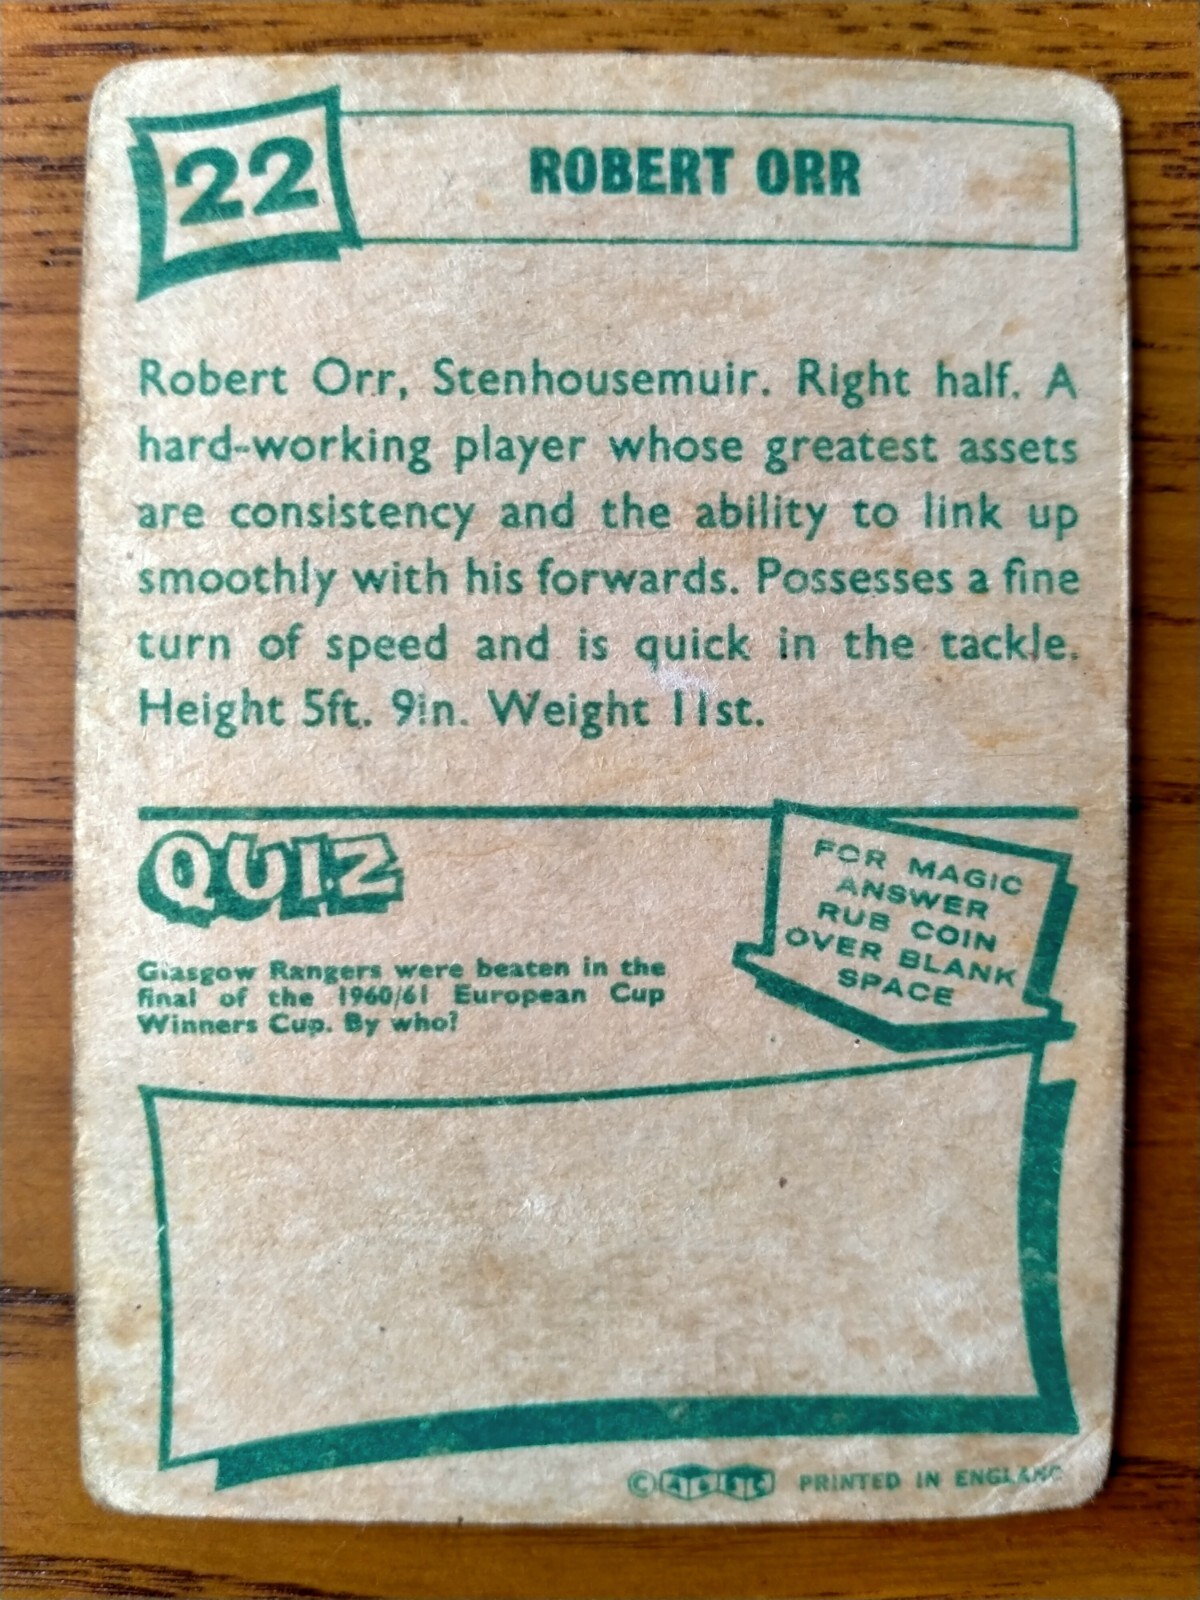 22
ROBERT ORR
Robert Orr, Stenhousemuir. Right half. A
hard-working player whose greatest assets
are consistency and the ability to link up
smoothly with his forwards. Possesses a fine
turn of speed and is quick in the tackle.
Height 5ft. 9in. Weight 11st.
QUIZ
FOR MAGIC
ANSWER
RUB COIN
OVER BLANK
SPACE
Glasgow Rangers were beaten in the
final of the 1960/61 European Cup
Winners Cup. By who?
© A&BC PRINTED IN ENGLAND